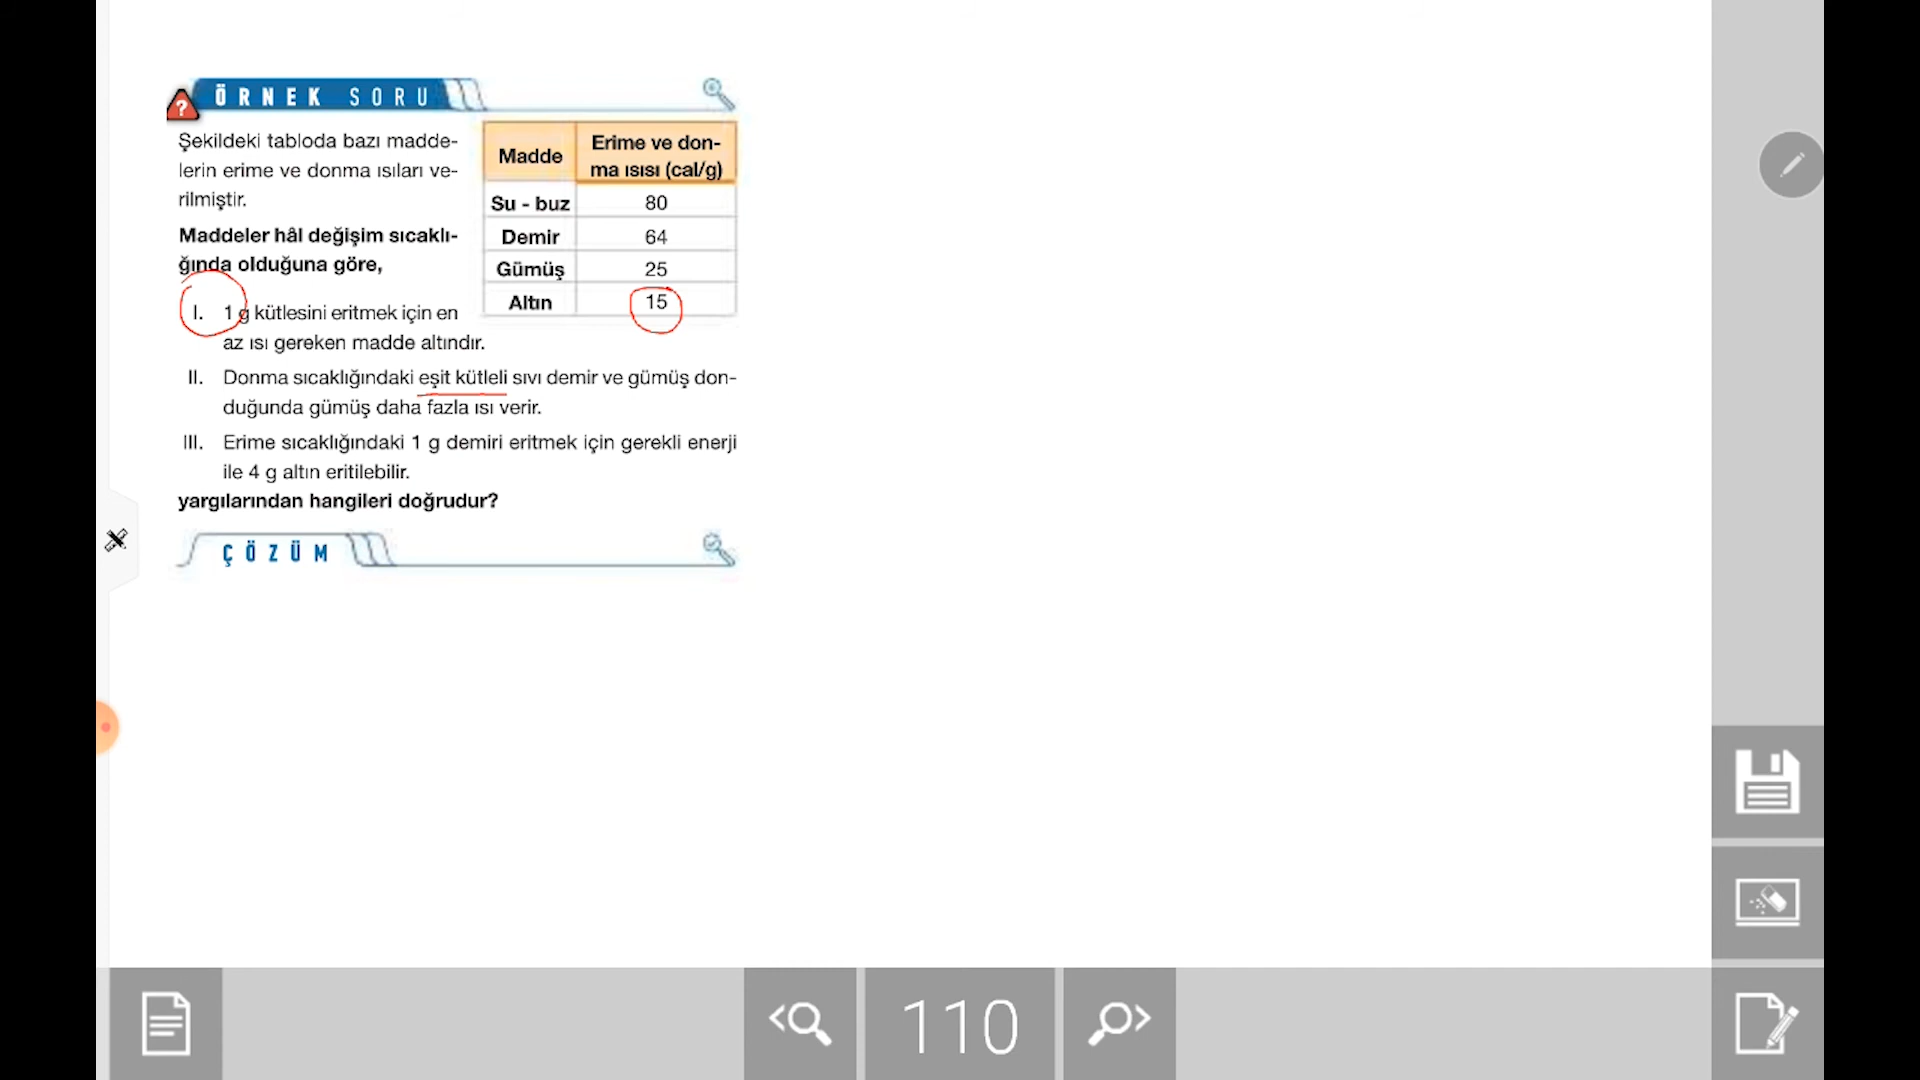 ÖRNEK SORU
Şekildeki tabloda bazı madde-
lerin erime ve donma ısıları ve-
rilmiştir.
Maddeler hâl değişim sıcaklı-
ğında olduğuna göre,
Madde Erime ve don-
ma ısısı (cal/g)
Su - buz 80
Demir 64
Gümüş 25
Altın 15
I. 1 g kütlesini eritmek için en
az ısı gereken madde altındır.
II. Donma sıcaklığındaki eşit kütleli sıvı demir ve gümüş don-
duğunda gümüş daha fazla ısı verir.
III. Erime sıcaklığındaki 1 g demiri eritmek için gerekli enerji
ile 4 g altın eritilebilir.
yargılarından hangileri doğrudur?
ÇÖZÜM
110